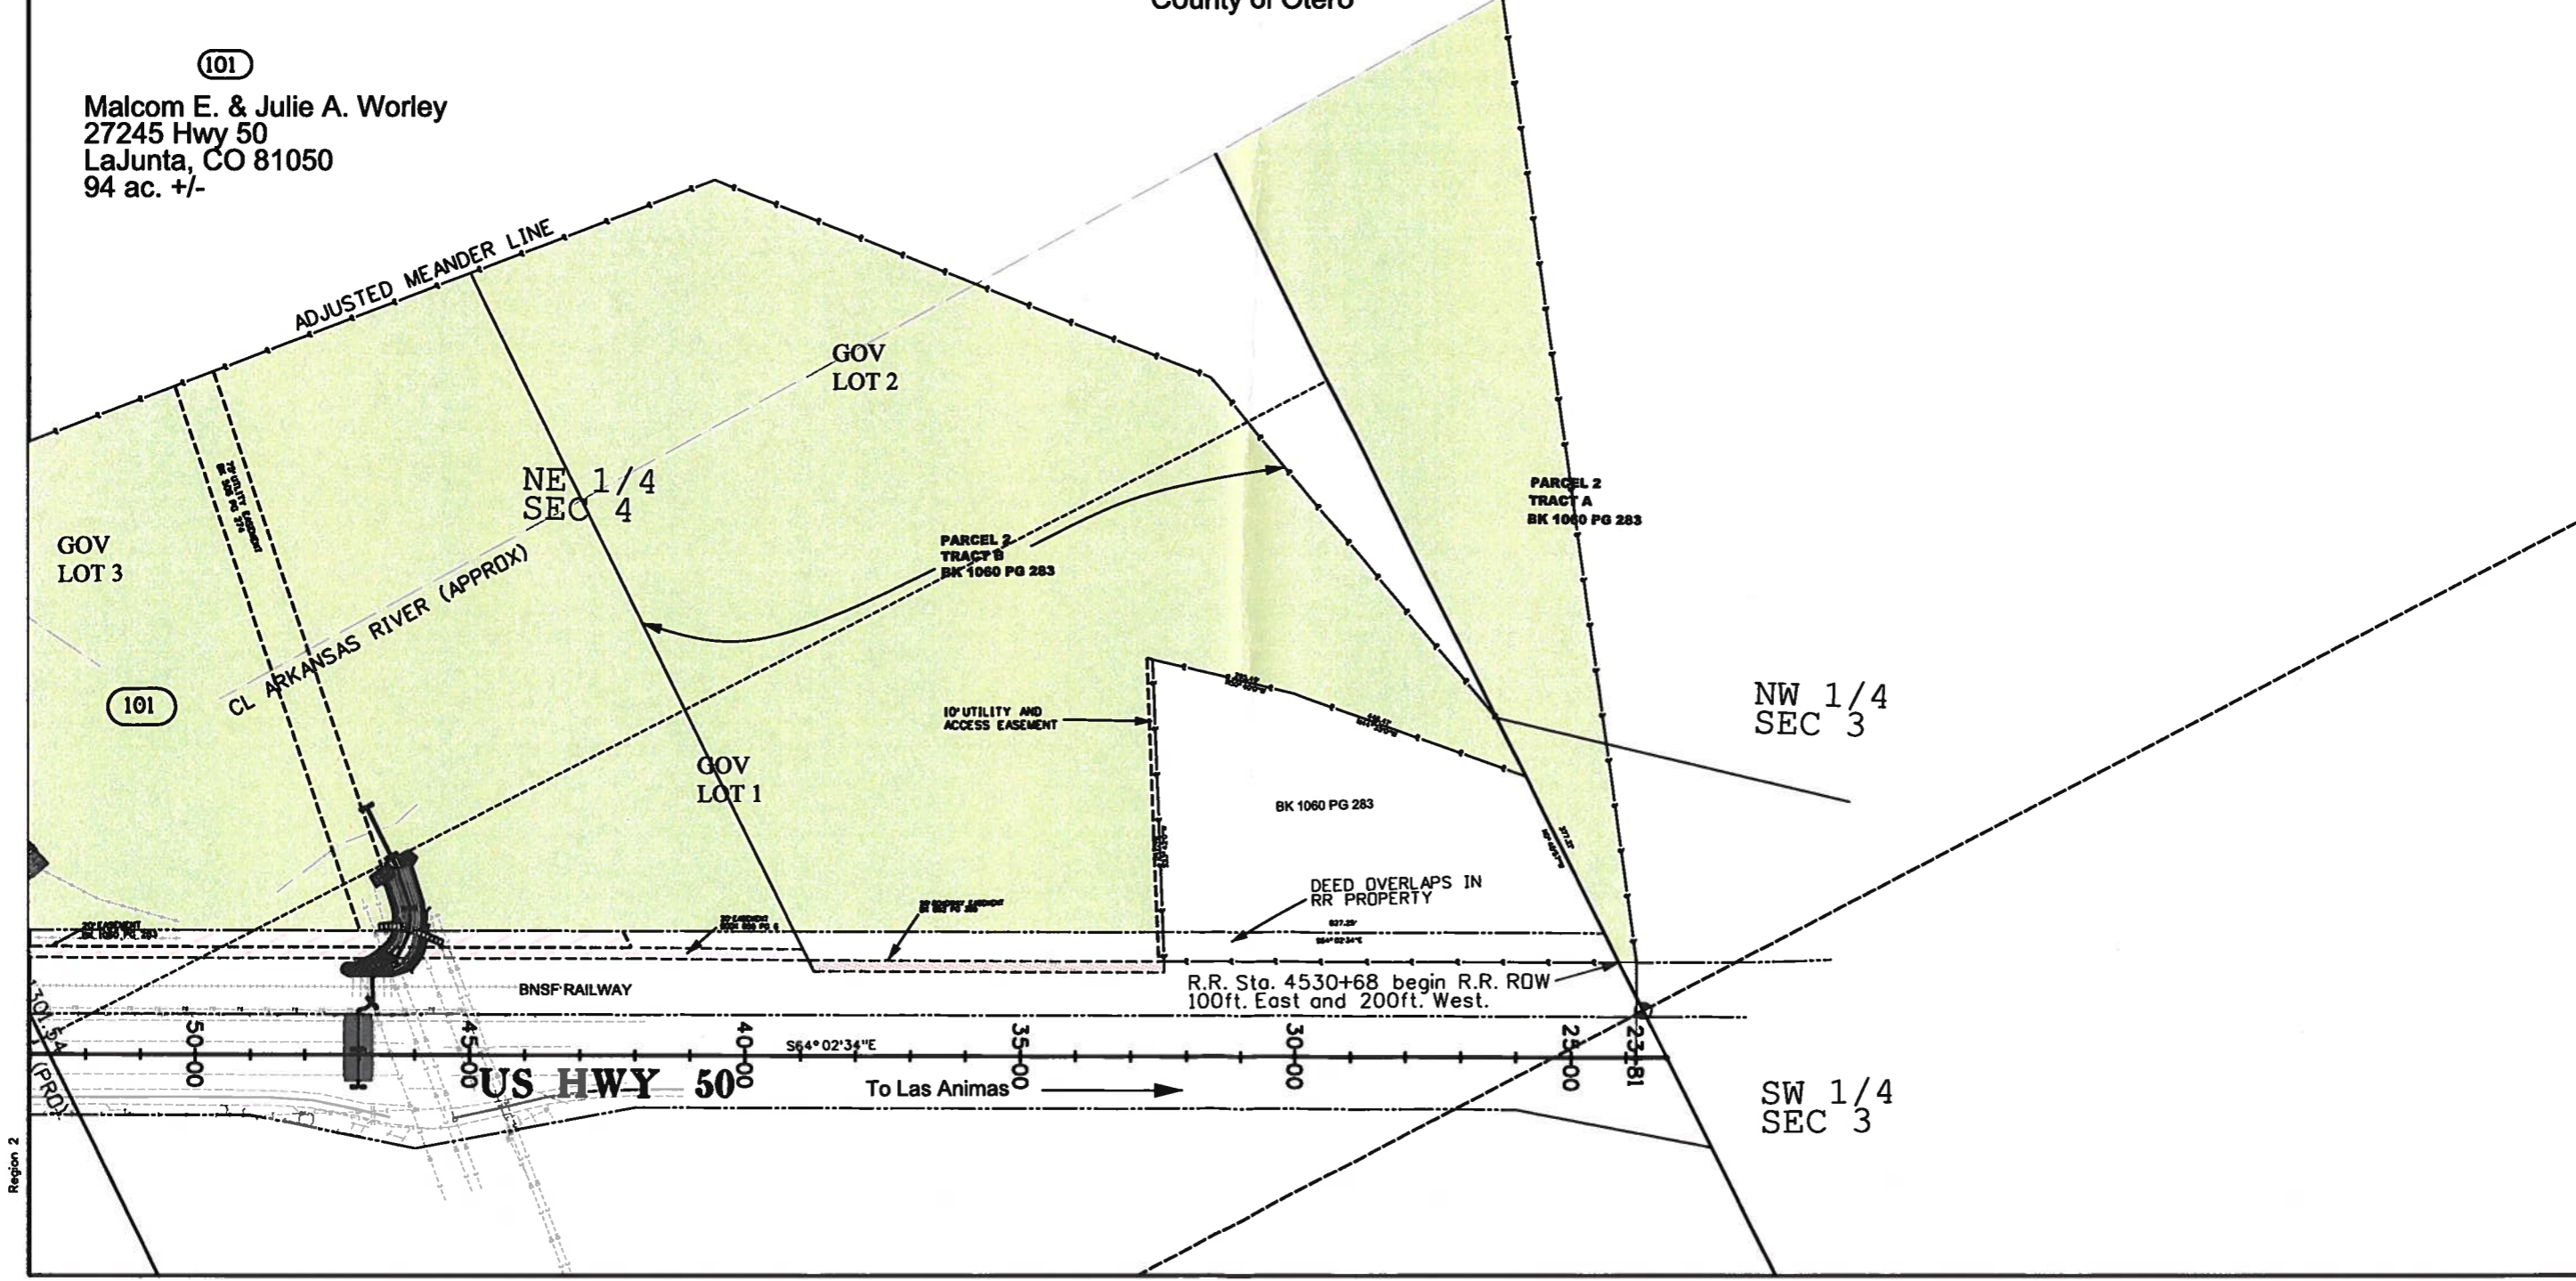 County of Otero
101
Malcom E. & Julie A. Worley
27245 Hwy 50
LaJunta, CO 81050
94 ac. +/-
ADJUSTED MEANDER LINE
GOV
LOT 2
NE 1/4
SEC 4
GOV
LOT 3
PARCEL 2
TRACT A
BK 1060 PG 283
PARCEL 2
TRACT B
BK 1060 PG 283
CL ARKANSAS RIVER (APPROX)
101
10' UTILITY AND
ACCESS EASEMENT
NW 1/4
SEC 3
GOV
LOT 1
BK 1060 PG 283
DEED OVERLAPS IN
RR PROPERTY
S64°02'34"E
R.R. Sta. 4530+68 begin R.R. ROW
100ft. East and 200ft. West.
BNSF RAILWAY
50+00
45+00
40+00
35+00
30+00
25+00
23+81
S64°02'34"E
US HWY 50
To Las Animas
SW 1/4
SEC 3
(PRD)
Region 2